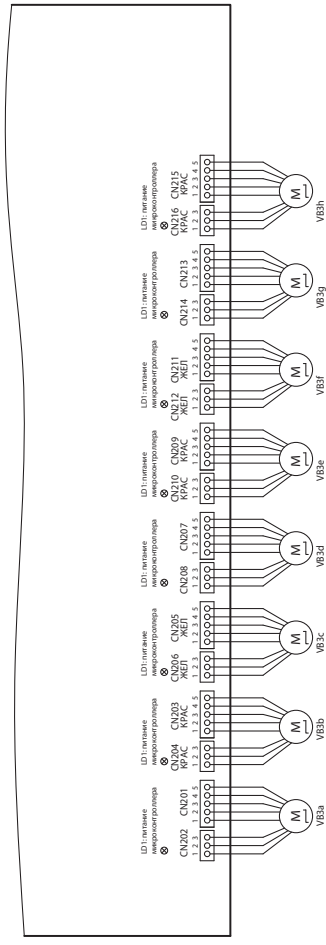 LD1: питание
микроконтроллера
CN202 CN201
1 2 3 1 2 3 4 5
M
VB3a
LD1: питание
микроконтроллера
CN204 CN203
КРАС КРАС
1 2 3 1 2 3 4 5
M
VB3b
LD1: питание
микроконтроллера
CN206 CN205
ЖЕЛ ЖЕЛ
1 2 3 1 2 3 4 5
M
VB3c
LD1: питание
микроконтроллера
CN208 CN207
1 2 3 1 2 3 4 5
M
VB3d
LD1: питание
микроконтроллера
CN210 CN209
КРАС КРАС
1 2 3 1 2 3 4 5
M
VB3e
LD1: питание
микроконтроллера
CN212 CN211
ЖЕЛ ЖЕЛ
1 2 3 1 2 3 4 5
M
VB3f
LD1: питание
микроконтроллера
CN214 CN213
1 2 3 1 2 3 4 5
M
VB3g
LD1: питание
микроконтроллера
CN216 CN215
КРАС КРАС
1 2 3 1 2 3 4 5
M
VB3h